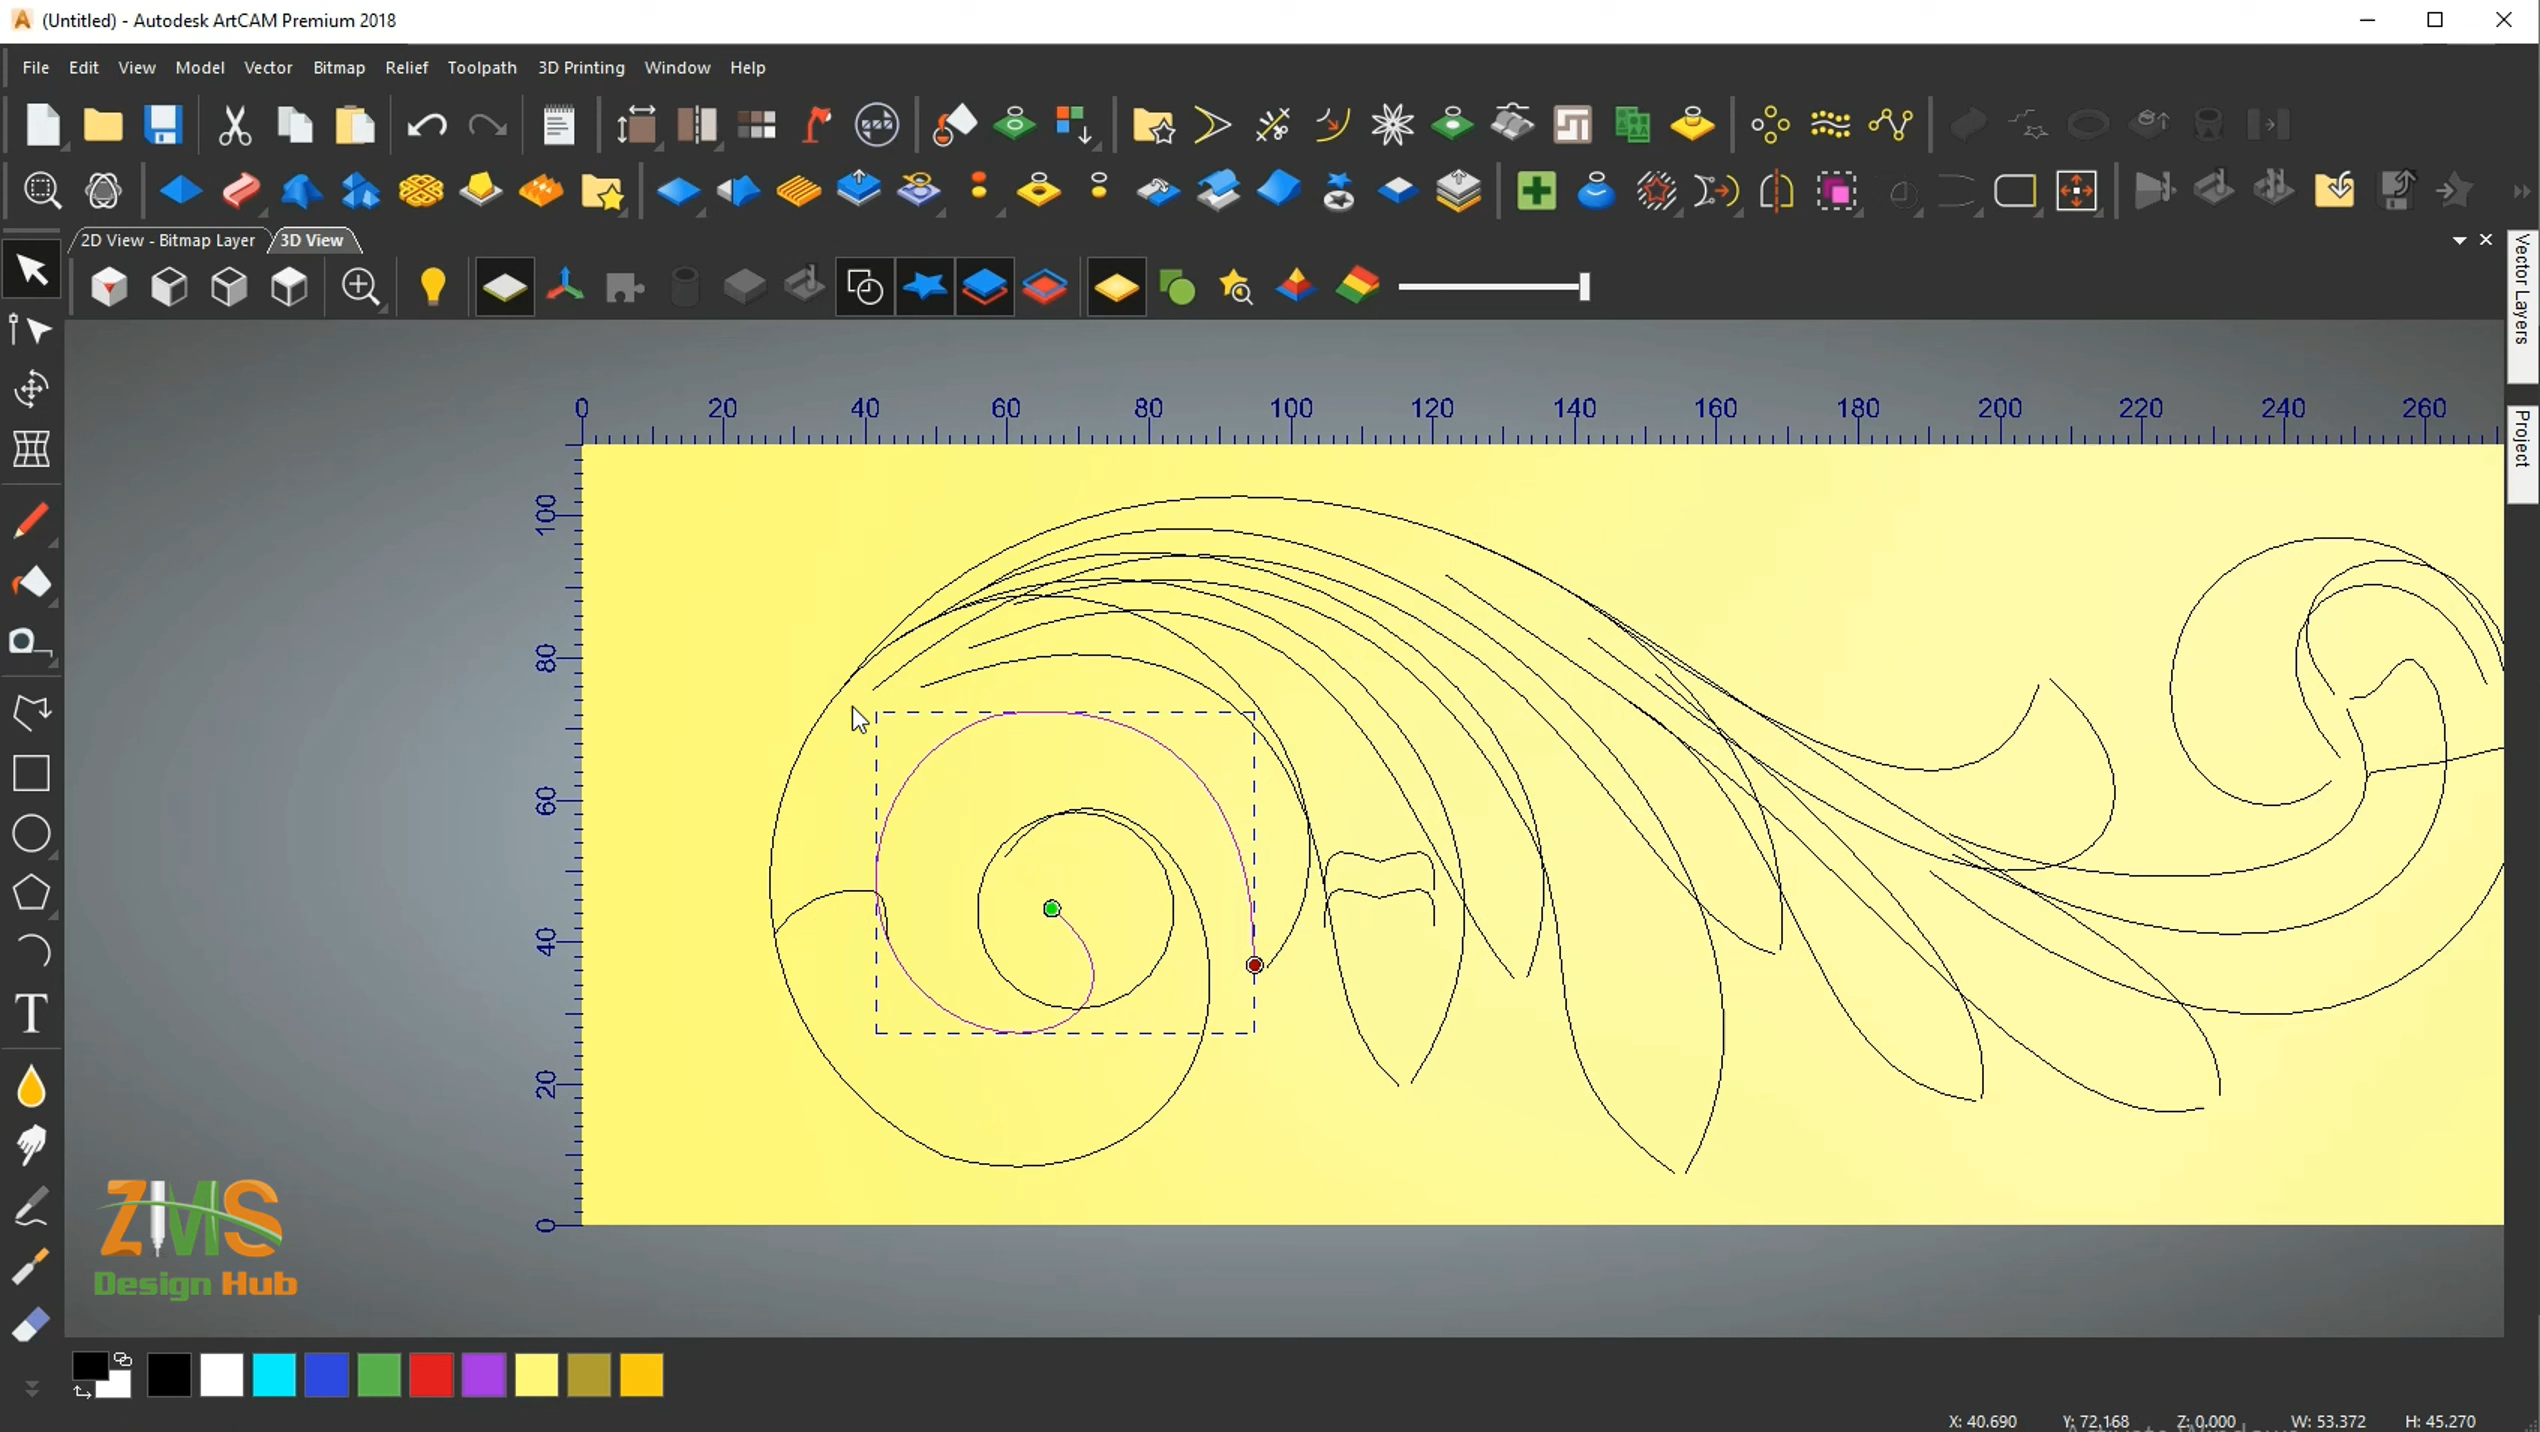 (Untitled) - Autodesk ArtCAM Premium 2018
File Edit View Model Vector Bitmap Relief Toolpath 3D Printing Window Help
2D View - Bitmap Layer 3D View
Vector Layers
Project
0 20 40 60 80 100 120 140 160 180 200 220 240 260
100
80
60
40
20
0
T
ZIMS
Design Hub
X: 40.690 Y: 72.168 Z: 0.000 W: 53.372 H: 45.270